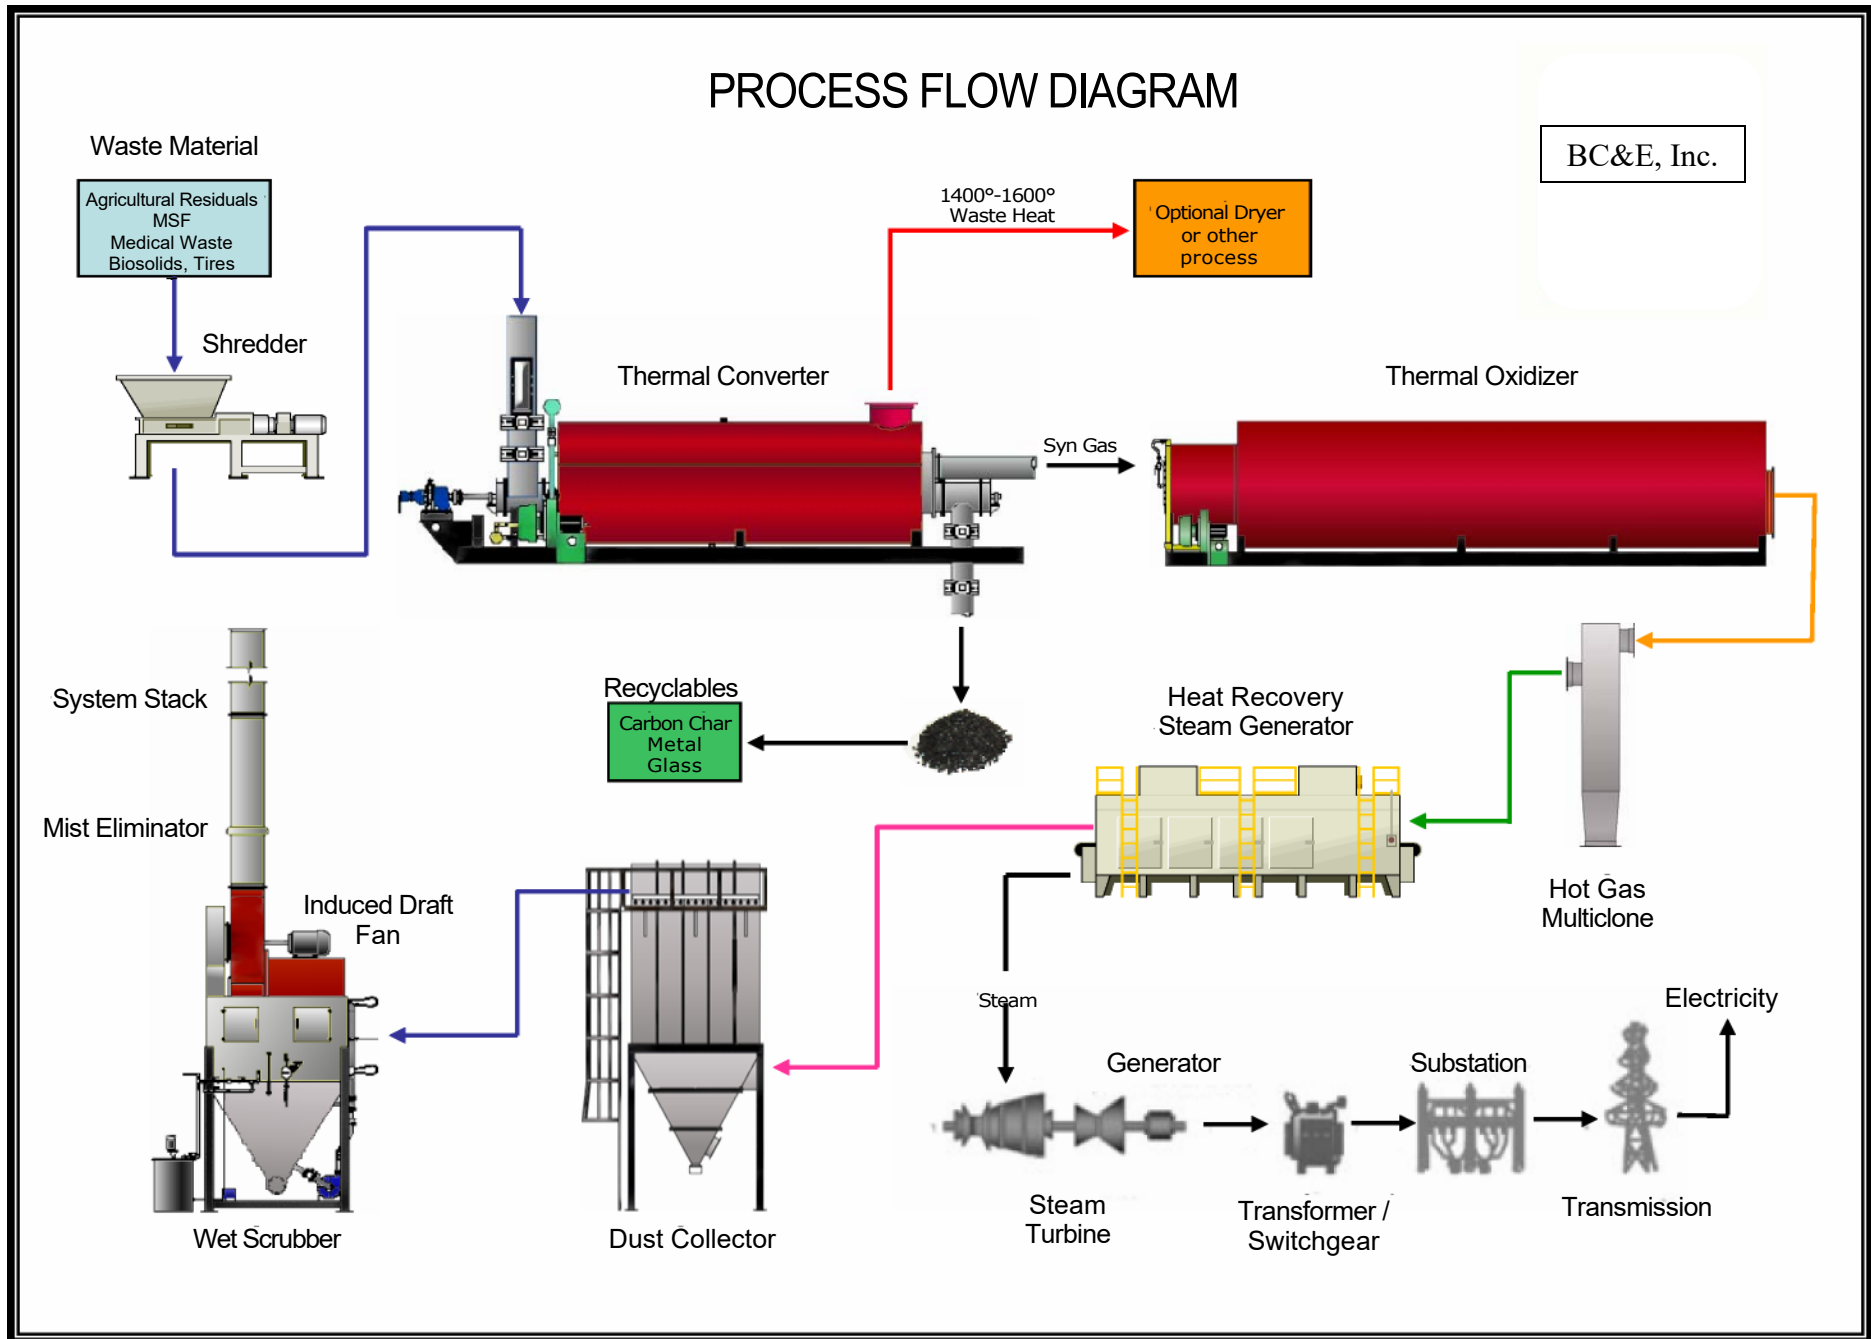 PROCESS FLOW DIAGRAM
BC&E, Inc.
Waste Material
Agricultural Residuals
MSF
Medical Waste
Biosolids, Tires
1400°-1600°
Waste Heat
Optional Dryer
or other
process
Shredder
Thermal Converter
Thermal Oxidizer
Syn Gas
System Stack
Recyclables
Carbon Char
Metal
Glass
Heat Recovery
Steam Generator
Mist Eliminator
Induced Draft
Fan
Hot Gas
Multiclone
Steam
Electricity
Generator
Substation
Steam
Turbine
Transformer /
Switchgear
Transmission
Wet Scrubber
Dust Collector